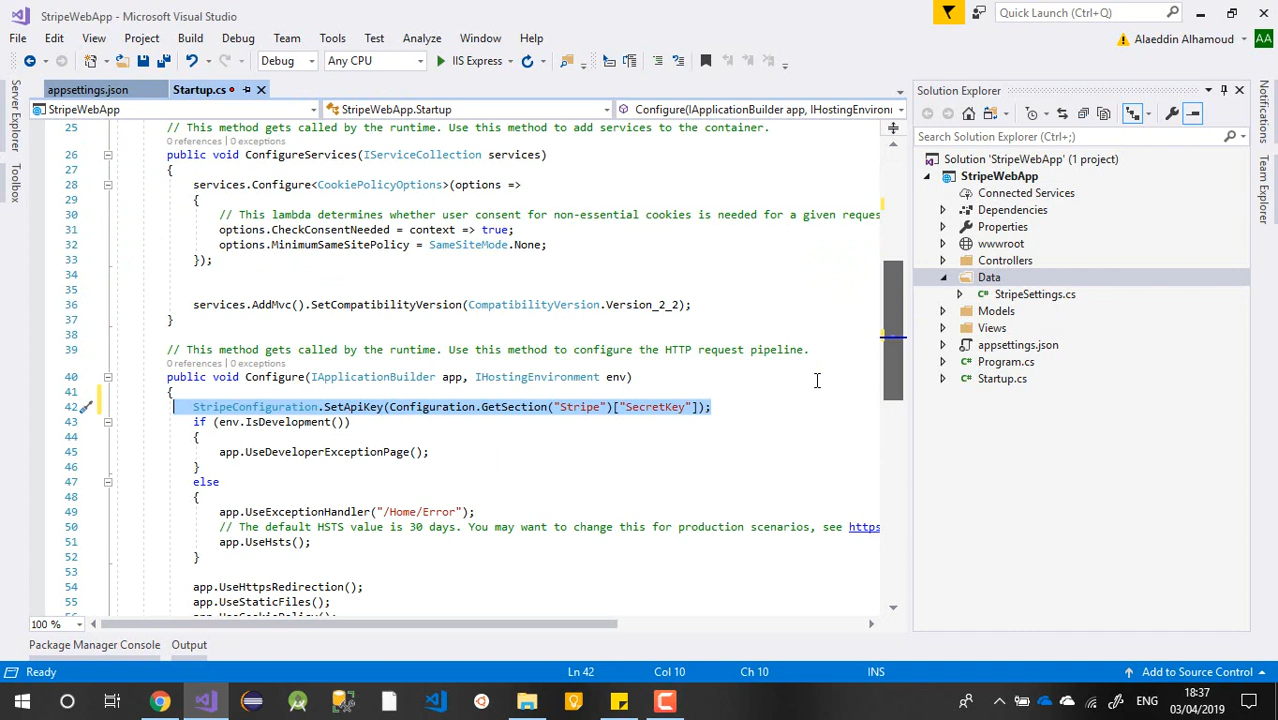 StripeWebApp - Microsoft Visual Studio
Quick Launch (Ctrl+Q)
File Edit View Project Build Debug Team Tools Test Analyze Window Help
Alaeddin Alhamoud AA
Debug Any CPU IIS Express
appsettings.json Startup.cs
StripeWebApp StripeWebApp.Startup Configure(IApplicationBuilder app, IHostingEnvironn
Server Explorer
Toolbox
25 // This method gets called by the runtime. Use this method to add services to the container.
0 references | 0 exceptions
26 public void ConfigureServices(IServiceCollection services)
27 {
28 services.Configure<CookiePolicyOptions>(options =>
29 {
30 // This lambda determines whether user consent for non-essential cookies is needed for a given reques
31 options.CheckConsentNeeded = context => true;
32 options.MinimumSameSitePolicy = SameSiteMode.None;
33 });
34
35
36 services.AddMvc().SetCompatibilityVersion(CompatibilityVersion.Version_2_2);
37 }
38
39 // This method gets called by the runtime. Use this method to configure the HTTP request pipeline.
0 references | 0 exceptions
40 public void Configure(IApplicationBuilder app, IHostingEnvironment env)
41 {
42 StripeConfiguration.SetApiKey(Configuration.GetSection("Stripe")["SecretKey"]);
43 if (env.IsDevelopment())
44 {
45 app.UseDeveloperExceptionPage();
46 }
47 else
48 {
49 app.UseExceptionHandler("/Home/Error");
50 // The default HSTS value is 30 days. You may want to change this for production scenarios, see https
51 app.UseHsts();
52 }
53
54 app.UseHttpsRedirection();
55 app.UseStaticFiles();
100 %
Solution Explorer
Search Solution Explorer (Ctrl+;)
Solution 'StripeWebApp' (1 project)
StripeWebApp
Connected Services
Dependencies
Properties
wwwroot
Controllers
Data
StripeSettings.cs
Models
Views
appsettings.json
Program.cs
Startup.cs
Notifications
Package Manager Console Output
Ready Ln 42 Col 10 Ch 10 INS Add to Source Control
ENG 18:37
03/04/2019